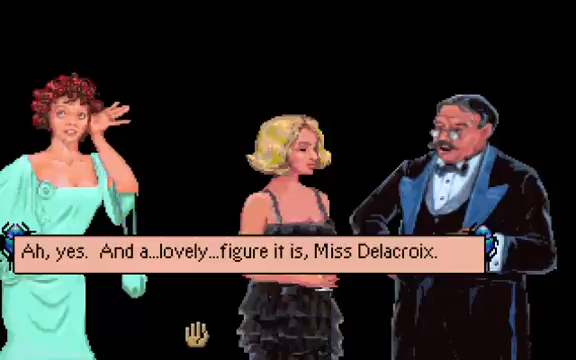 Ah, yes.  And a...lovely...figure it is, Miss Delacroix.